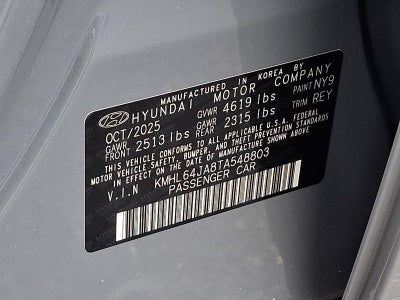 MANUFACTURED IN KOREA BY
HYUNDAI MOTOR COMPANY
OCT/2025 GVWR 4619 lbs PAINT NY9
GAWR FRONT 2513 lbs GAWR REAR 2315 lbs TRIM REY
THIS VEHICLE CONFORMS TO ALL APPLICABLE U.S.A. FEDERAL
MOTOR VEHICLE SAFETY, BUMPER, AND THEFT PREVENTION
STANDARDS IN EFFECT ON THE DATE OF MANUFACTURE SHOWN ABOVE.
V.I.N KMHL64JA8TA548803
PASSENGER CAR